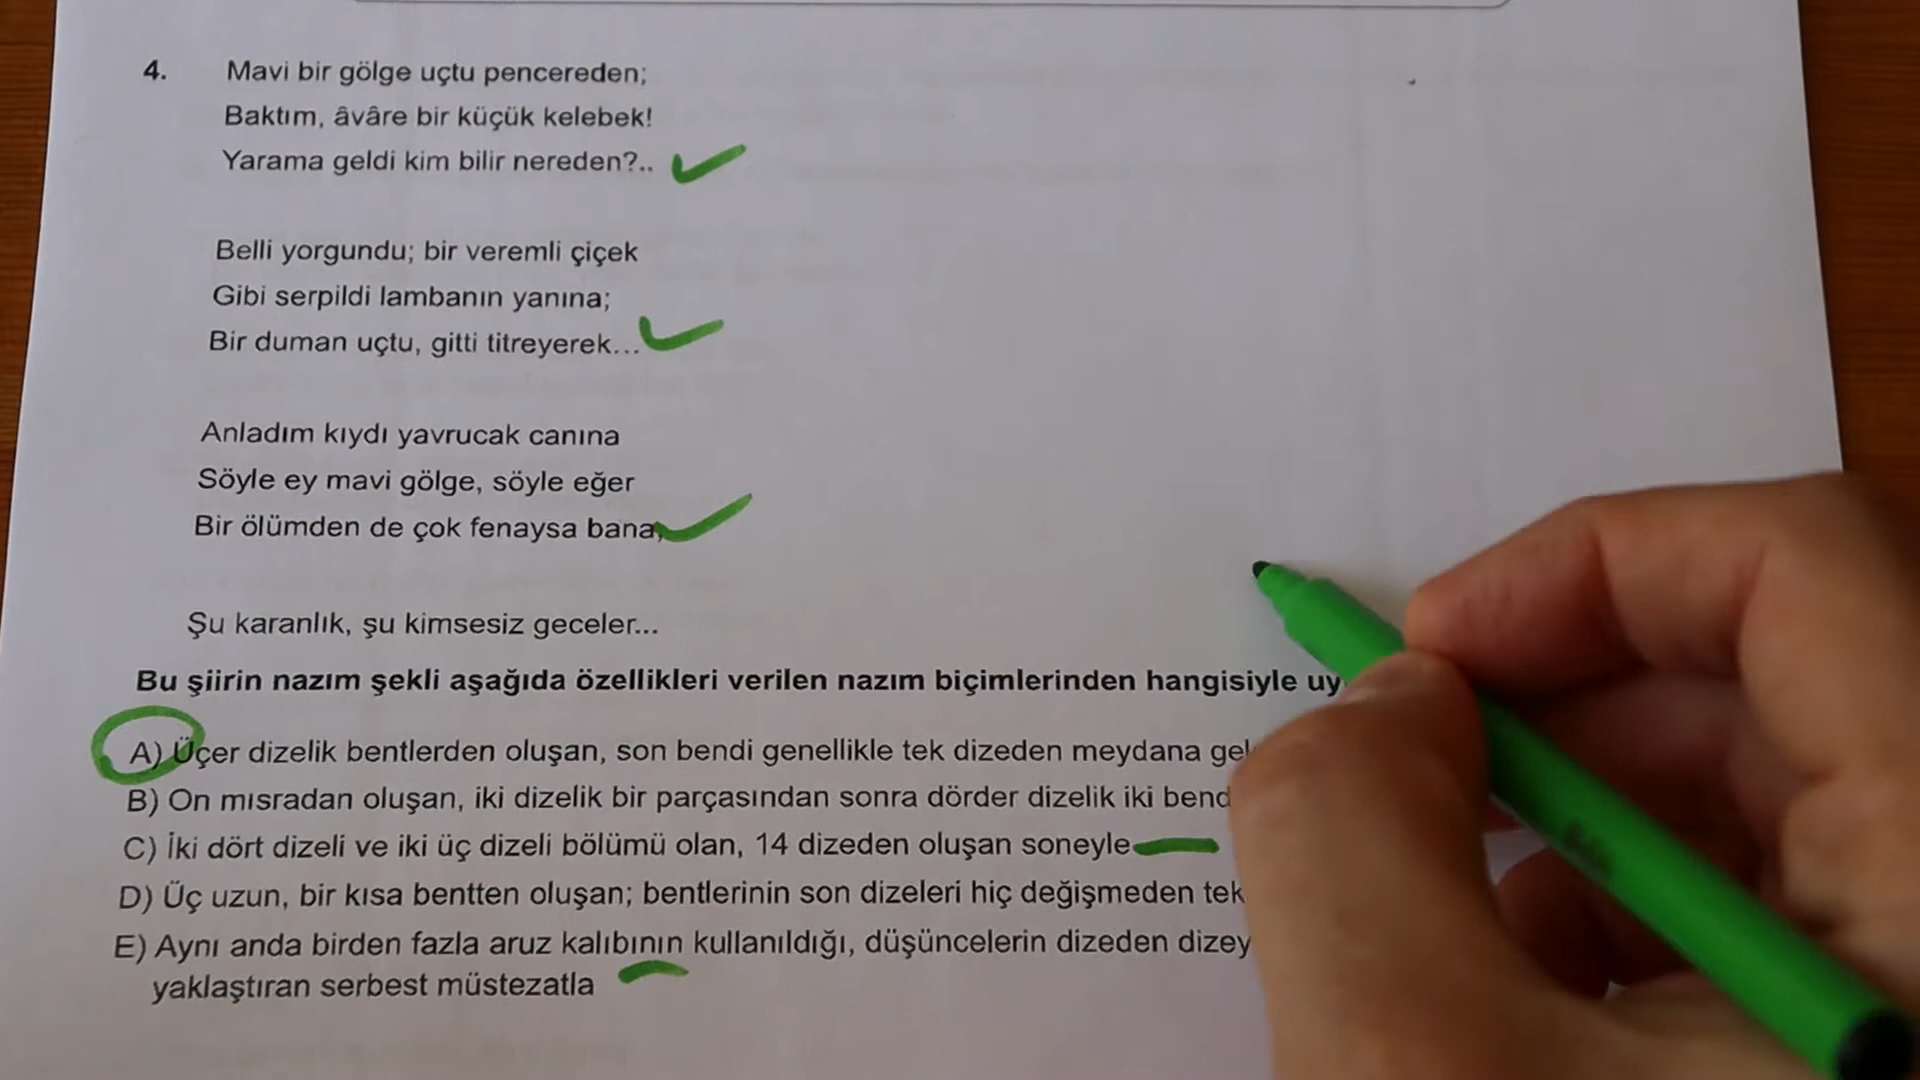 4. Mavi bir gölge uçtu pencereden;
Baktım, âvâre bir küçük kelebek!
Yarama geldi kim bilir nereden?..
Belli yorgundu; bir veremli çiçek
Gibi serpildi lambanın yanına;
Bir duman uçtu, gitti titreyerek...
Anladım kıydı yavrucak canına
Söyle ey mavi gölge, söyle eğer
Bir ölümden de çok fenaysa bana,
Şu karanlık, şu kimsesiz geceler...
Bu şiirin nazım şekli aşağıda özellikleri verilen nazım biçimlerinden hangisiyle
A) Üçer dizelik bentlerden oluşan, son bendi genellikle tek dizeden meydana
B) On mısradan oluşan, iki dizelik bir parçasından sonra dörder dizelik iki
C) İki dört dizeli ve iki üç dizeli bölümü olan, 14 dizeden oluşan soneyle
D) Üç uzun, bir kısa bentten oluşan; bentlerinin son dizeleri hiç değişmeden
E) Aynı anda birden fazla aruz kalıbının kullanıldığı, düşüncelerin dizeden
yaklaştıran serbest müstezatla